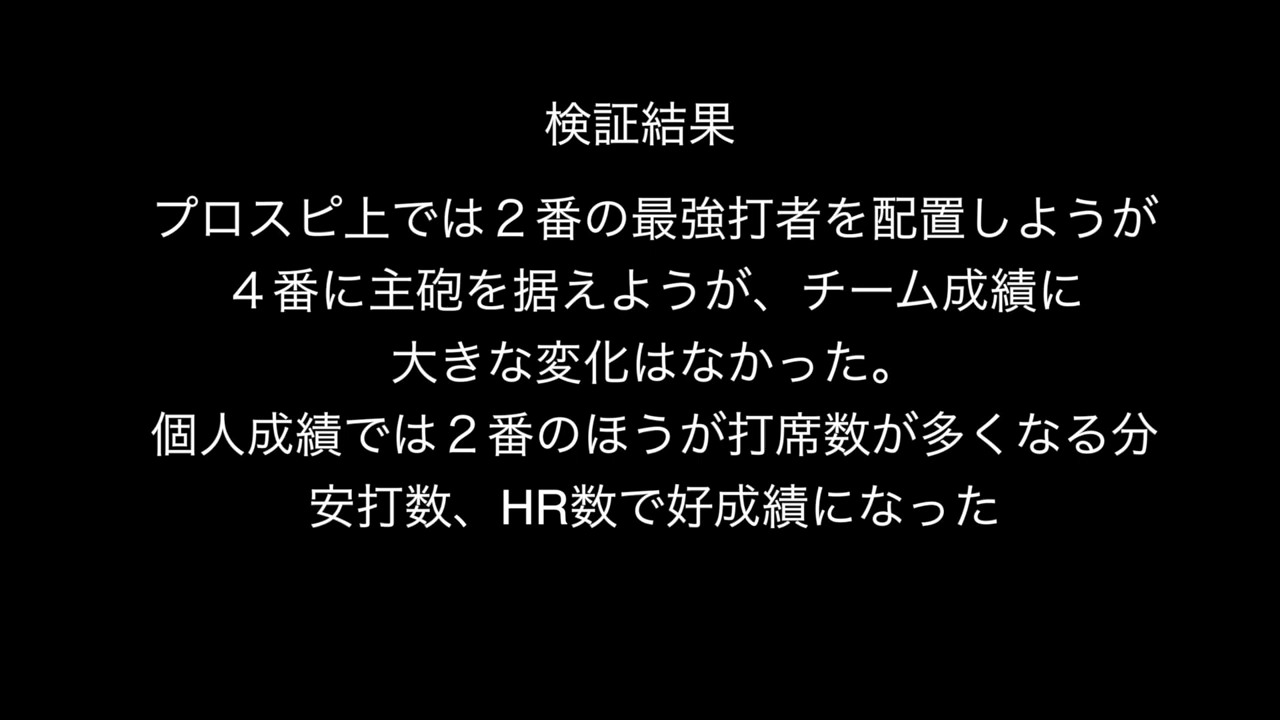 検証結果
プロスピ上では２番の最強打者を配置しようが
４番に主砲を据えようが、チーム成績に
大きな変化はなかった。
個人成績では２番のほうが打席数が多くなる分
安打数、HR数で好成績になった